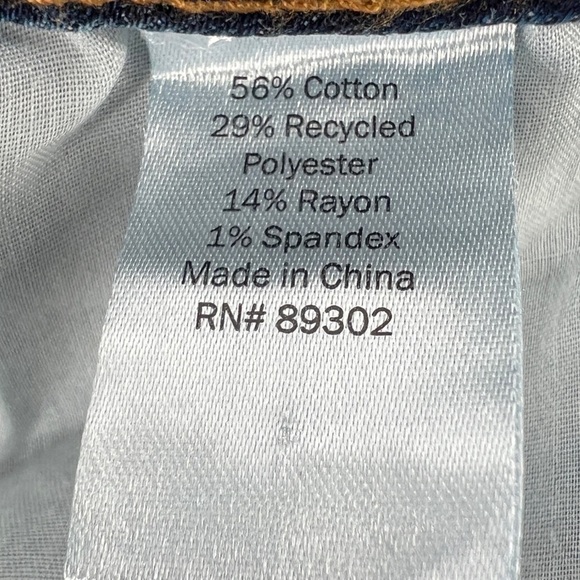 56% Cotton
29% Recycled
Polyester
14% Rayon
1% Spandex
Made in China
RN# 89302